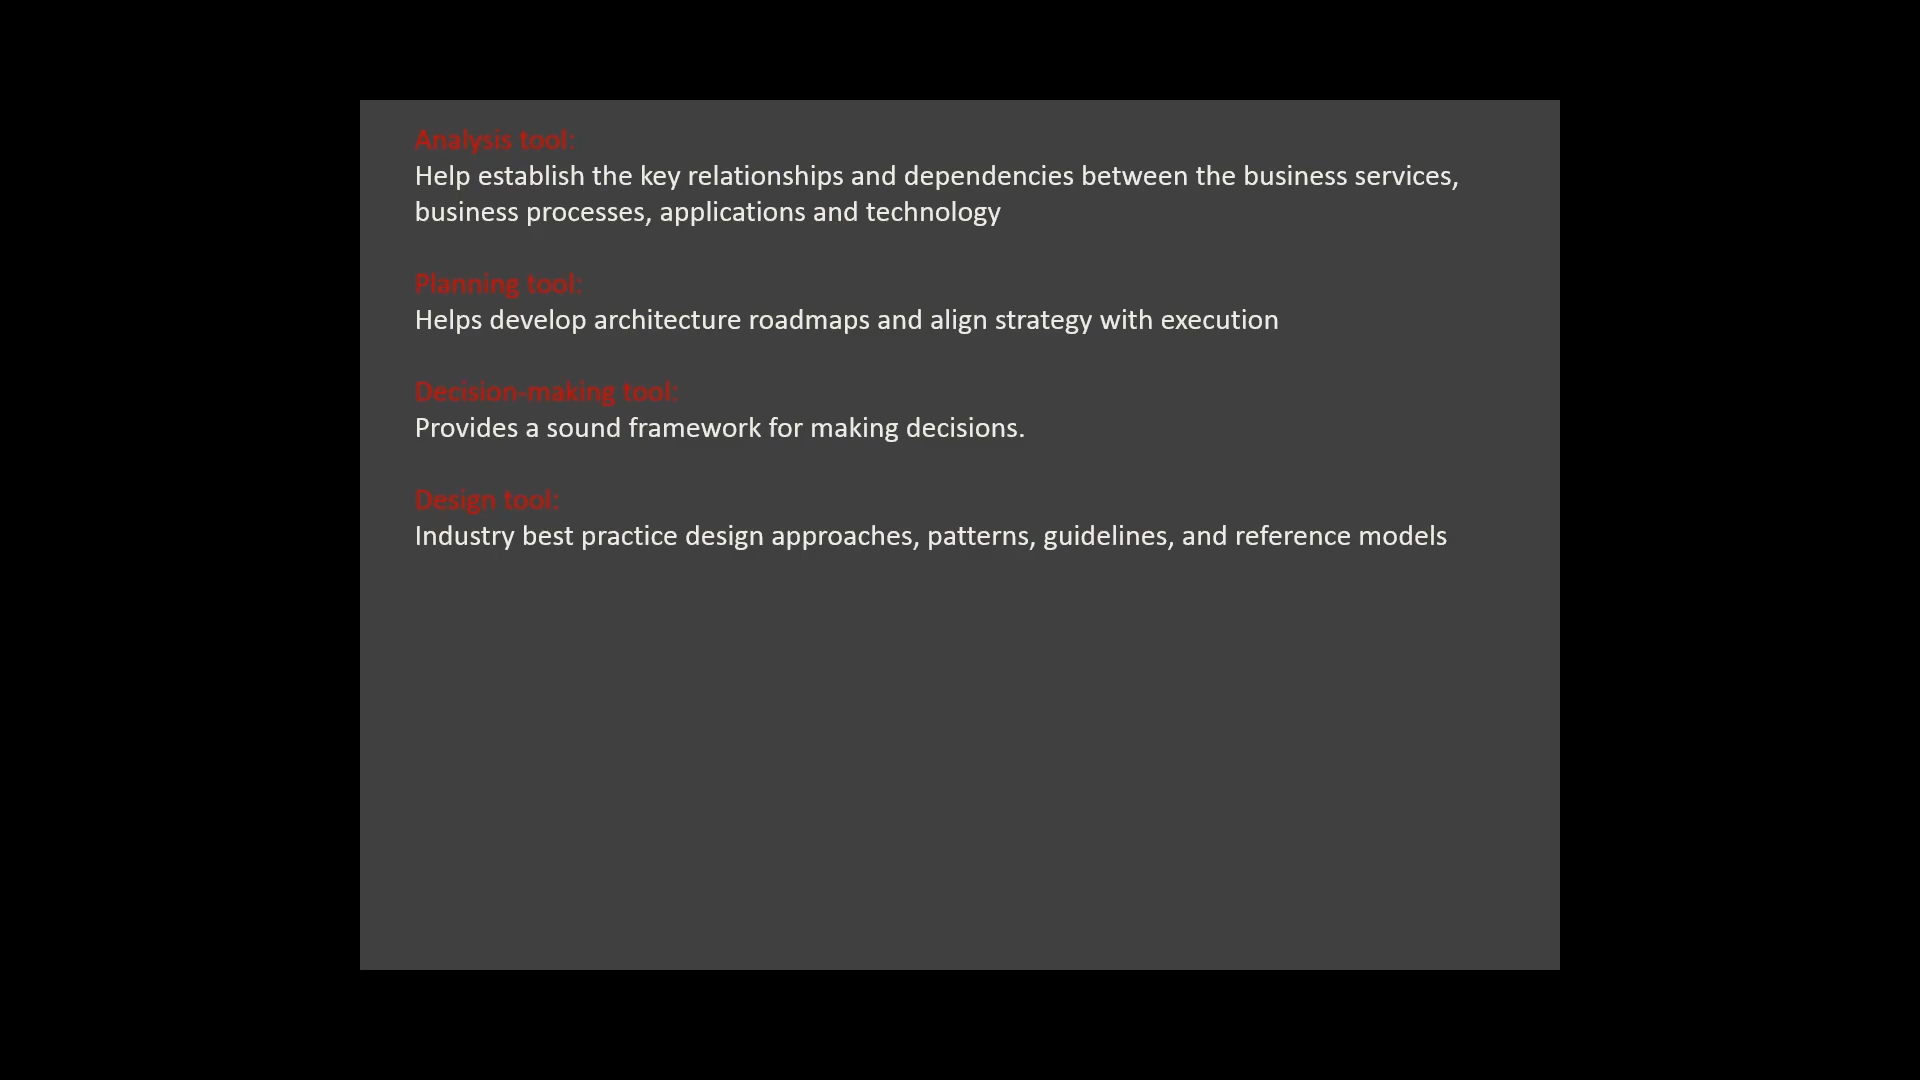 Analysis tool:
Help establish the key relationships and dependencies between the business services,
business processes, applications and technology
Planning tool:
Helps develop architecture roadmaps and align strategy with execution
Decision-making tool:
Provides a sound framework for making decisions.
Design tool:
Industry best practice design approaches, patterns, guidelines, and reference models